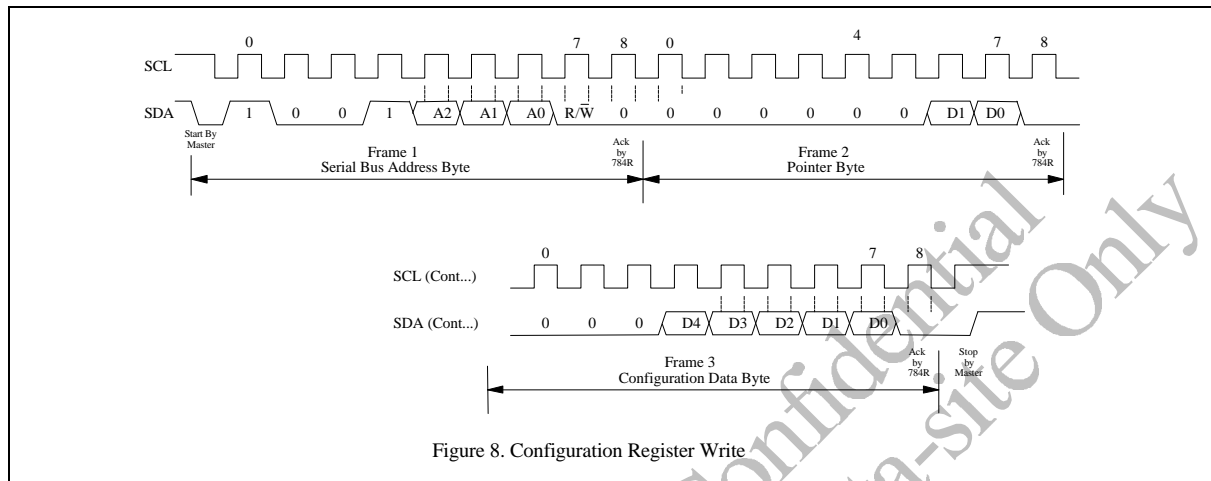 0 7 8 0 4 7 8
SCL
SDA 1 0 0 1 A2 A1 A0 R/W̅ 0 0 0 0 0 0 0 D1 D0
Start By
Master
Frame 1
Serial Bus Address Byte
Ack
by
784R
Frame 2
Pointer Byte
Ack
by
784R
0 7 8
SCL (Cont...)
SDA (Cont...) 0 0 0 D4 D3 D2 D1 D0
Frame 3
Configuration Data Byte
Ack
by
784R
Stop
by
Master
Figure 8. Configuration Register Write
Confidential
ta-site Only